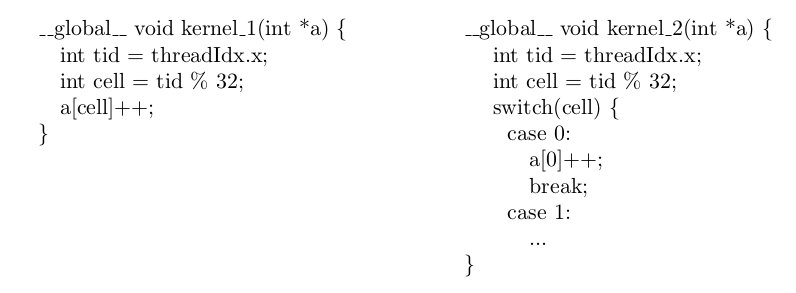 __global__ void kernel_1(int *a) {
int tid = threadIdx.x;
int cell = tid % 32;
a[cell]++;
}
__global__ void kernel_2(int *a) {
int tid = threadIdx.x;
int cell = tid % 32;
switch(cell) {
case 0:
a[0]++;
break;
case 1:
...
}